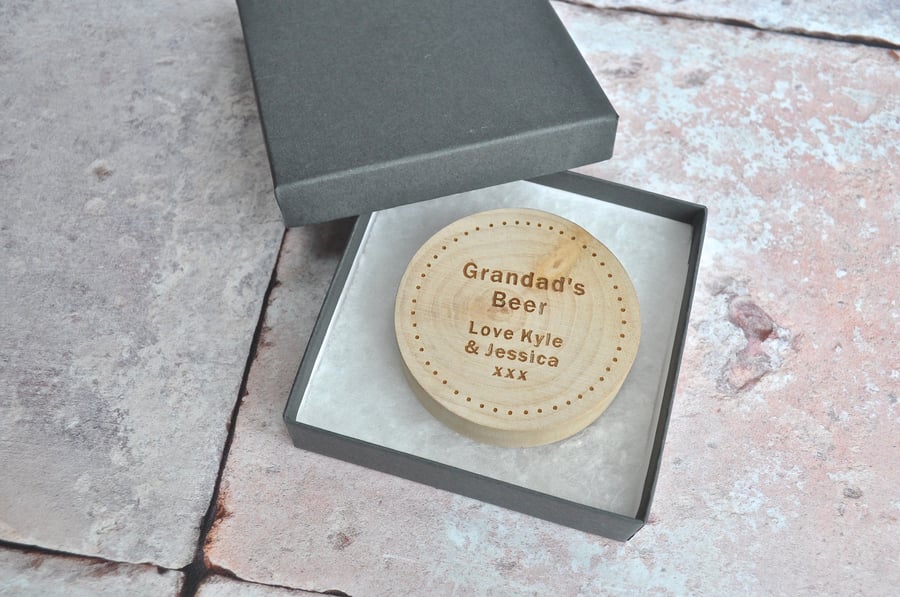 Grandad's
Beer
Love Kyle
& Jessica
xxx